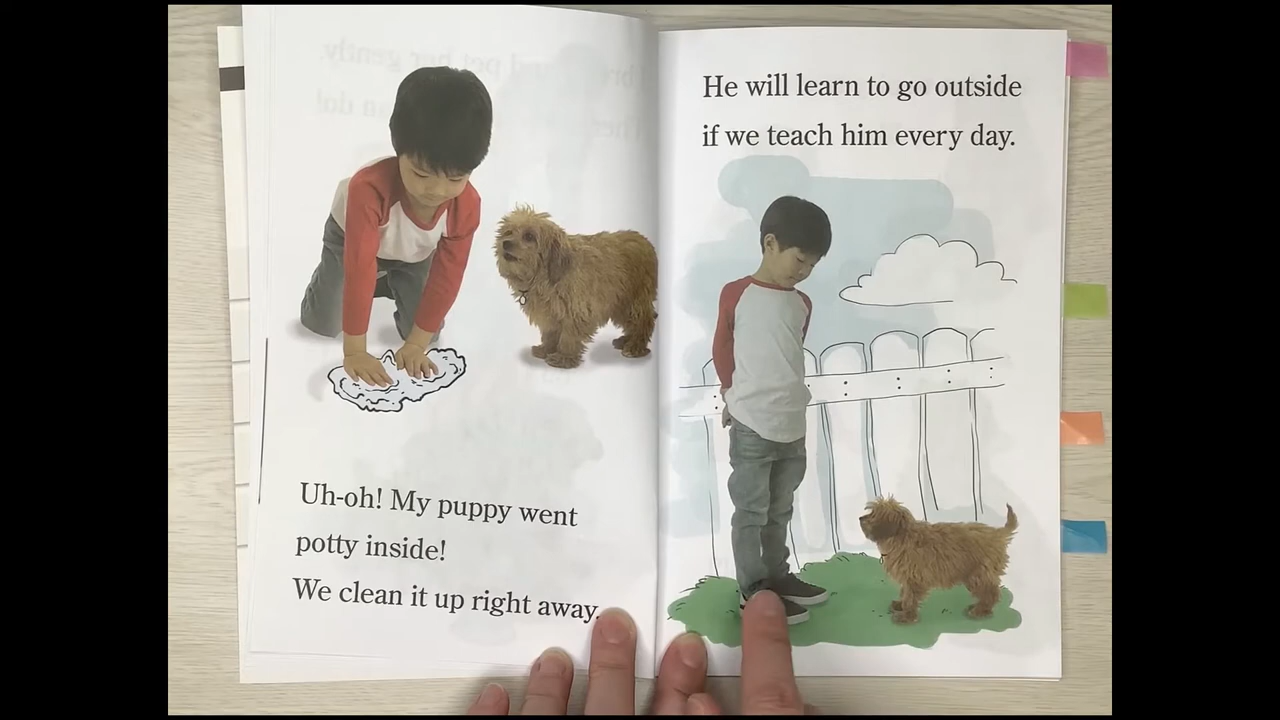 Uh-oh! My puppy went
potty inside!
We clean it up right away.
He will learn to go outside
if we teach him every day.